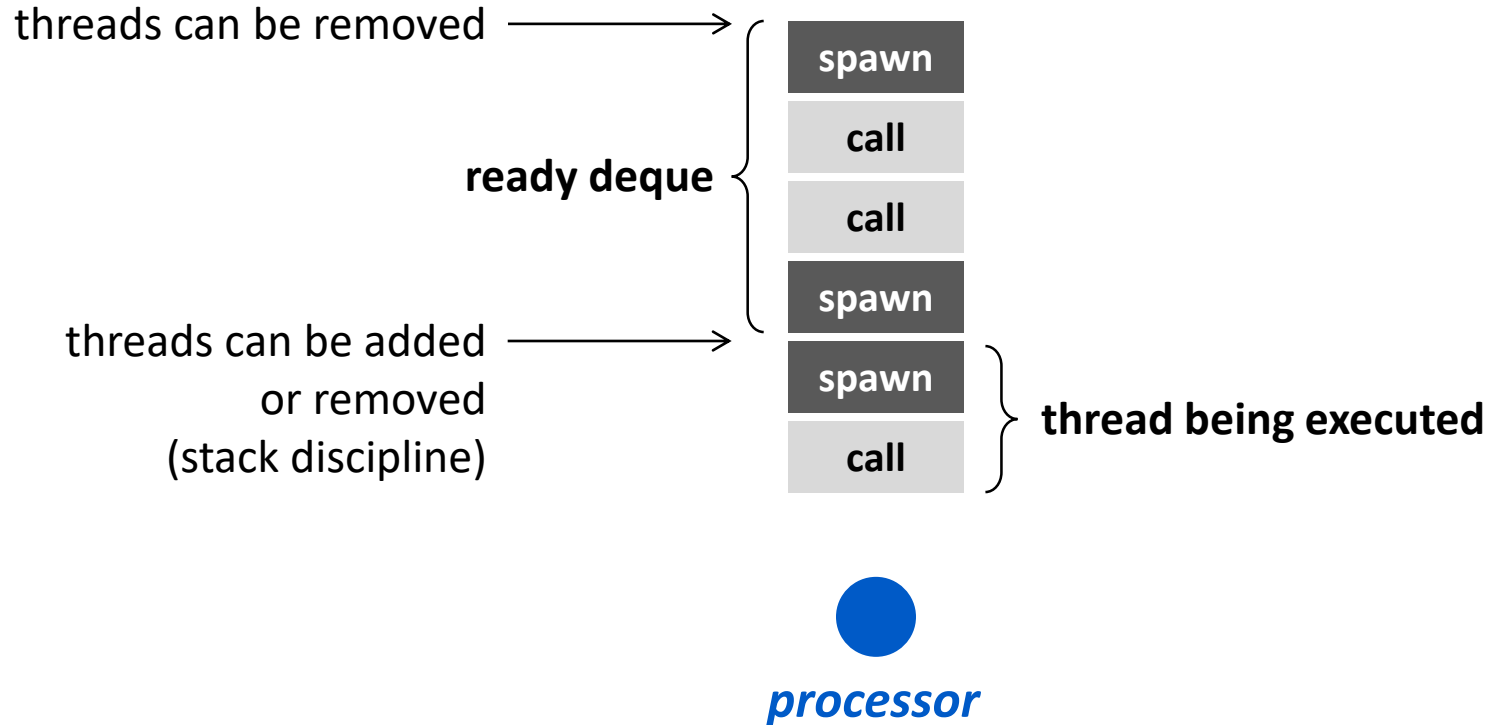 threads can be removed
spawn
call
ready deque
call
spawn
threads can be added
or removed
(stack discipline)
spawn
thread being executed
call
processor